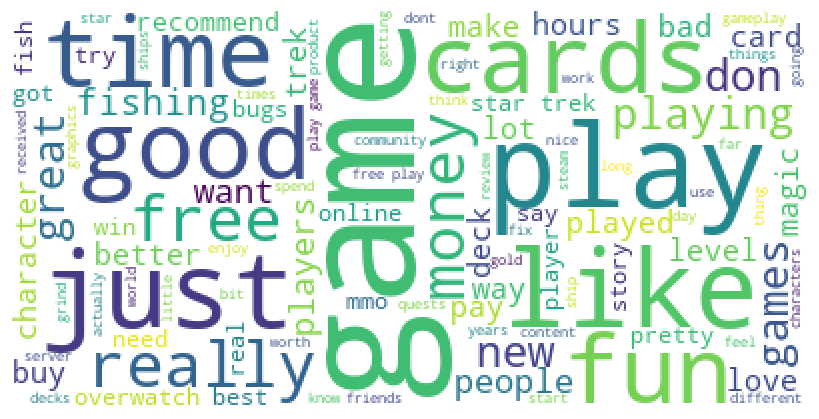 star
recommend
fish
time
try
ships
trek
product
getting
dont
make
hours
bad
gameplay
card
things
going
right
cards
work
don
got
fishing
bugs
times
graphics
received
great
good
play game
game
think
star trek
playing
community
lot
nice
far
free play
money
review
steam
play
long
use
magic
want
spend
character
win
free
players
online
deck
say
played
day
thing
better
enjoy
fix
player
level
just
grind
actually
world
little
bit
real
mmo
quests
way
gold
pay
like
ship
story
games
characters
need
worth
years
content
pretty
feel
server
buy
really
new
people
fun
love
decks
overwatch
best
know
friends
start
different